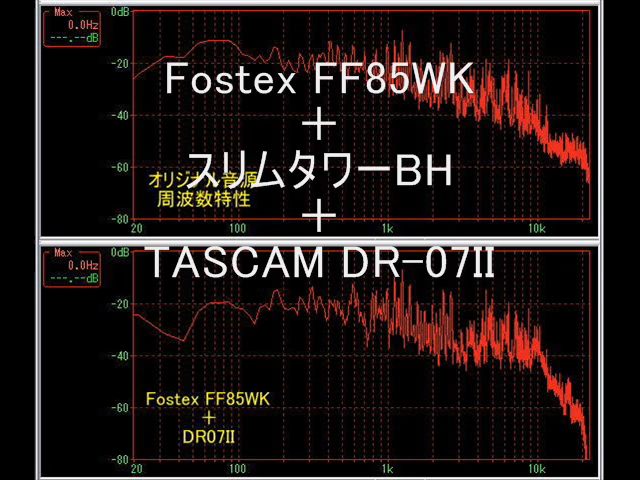 Max
0.0Hz
---.--dB
0dB
-20
-40
-60
-80
20
100
1k
10k
Fostex FF85WK
+
スリムタワーBH
+
TASCAM DR-07II
オリジナル音源
周波数特性
Max
0.0Hz
---.--dB
0dB
-20
-40
-60
-80
20
100
1k
10k
Fostex FF85WK
+
DR07II